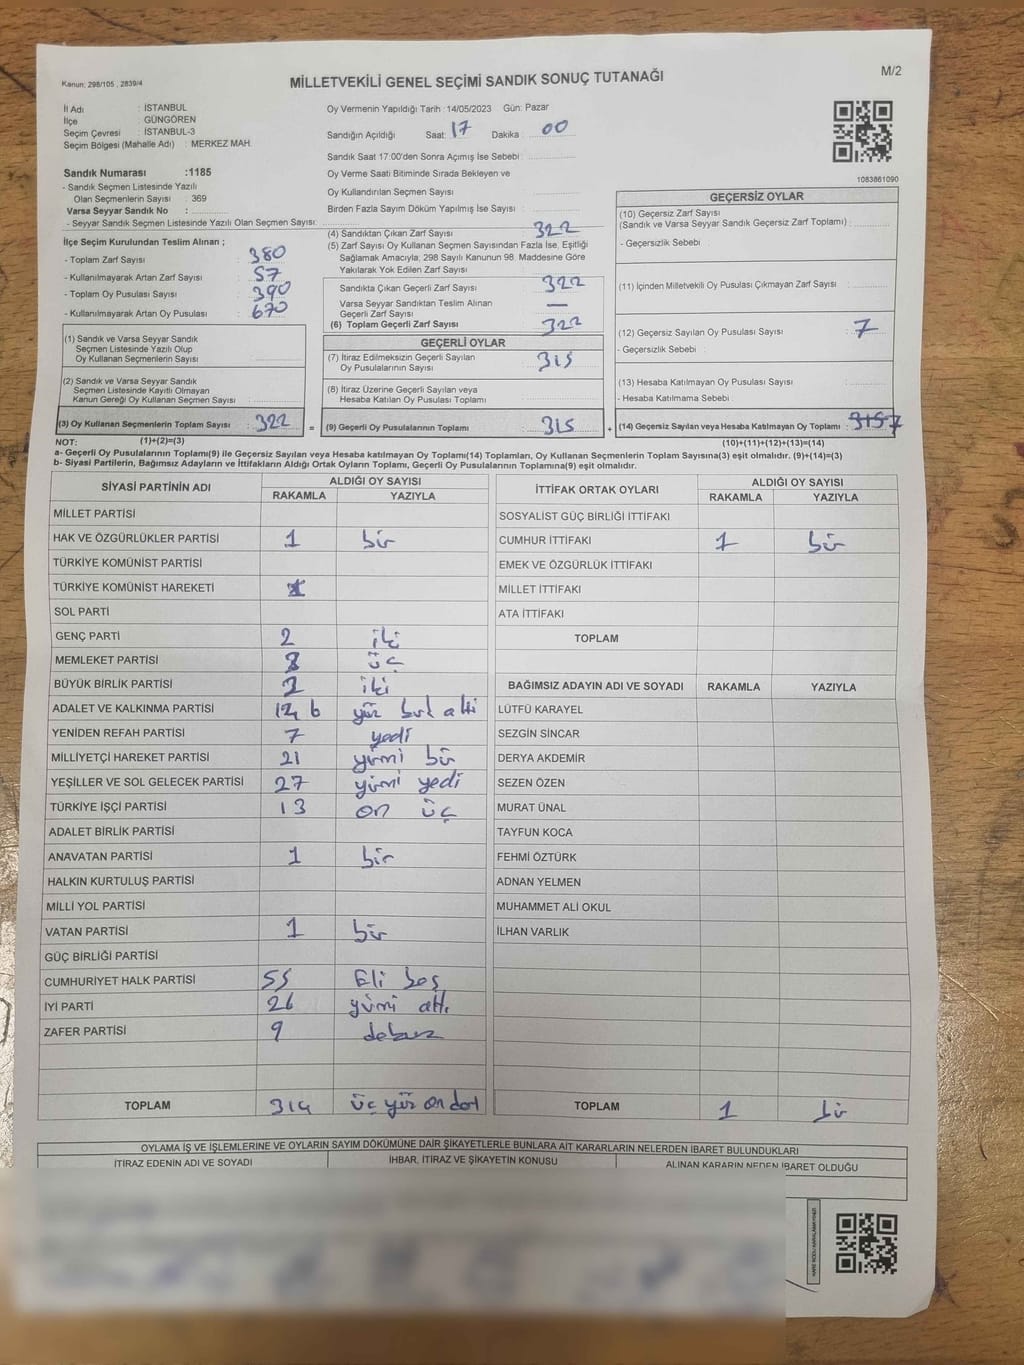 M/2
Kanun: 298/105 , 2839/4
MİLLETVEKİLİ GENEL SEÇİMİ SANDIK SONUÇ TUTANAĞI
İl Adı : İSTANBUL
İlçe : GÜNGÖREN
Seçim Çevresi : İSTANBUL-3
Seçim Bölgesi (Mahalle Adı) : MERKEZ MAH.
Sandık Numarası :1185
- Sandık Seçmen Listesinde Yazılı
Olan Seçmenlerin Sayısı : 369
Varsa Seyyar Sandık No :
- Seyyar Sandık Seçmen Listesinde Yazılı Olan Seçmen Sayısı:
İlçe Seçim Kurulundan Teslim Alınan ;
- Toplam Zarf Sayısı : 380
- Kullanılmayarak Artan Zarf Sayısı : 57
- Toplam Oy Pusulası Sayısı : 390
- Kullanılmayarak Artan Oy Pusulası : 670
Oy Vermenin Yapıldığı Tarih : 14/05/2023 Gün: Pazar
Sandığın Açıldığı Saat: 17 Dakika : 00
Sandık Saat 17:00'den Sonra Açımış İse Sebebi :
Oy Verme Saati Bitiminde Sırada Bekleyen ve
Oy Kullandırılan Seçmen Sayısı :
Birden Fazla Sayım Döküm Yapılmış İse Sayısı :
(4) Sandıktan Çıkan Zarf Sayısı : 322
(5) Zarf Sayısı Oy Kullanan Seçmen Sayısından Fazla İse, Eşitliği
Sağlamak Amacıyla, 298 Sayılı Kanunun 98. Maddesine Göre
Yakılarak Yok Edilen Zarf Sayısı :
Sandıkta Çıkan Geçerli Zarf Sayısı : 322
Varsa Seyyar Sandıktan Teslim Alınan
Geçerli Zarf Sayısı : —
(6) Toplam Geçerli Zarf Sayısı : 322
1083861090
GEÇERSİZ OYLAR
(10) Geçersiz Zarf Sayısı
(Sandık ve Varsa Seyyar Sandık Geçersiz Zarf Toplamı) :
- Geçersizlik Sebebi :
(11) İçinden Milletvekili Oy Pusulası Çıkmayan Zarf Sayısı :
(12) Geçersiz Sayılan Oy Pusulası Sayısı : 7
- Geçersizlik Sebebi :
(13) Hesaba Katılmayan Oy Pusulası Sayısı :
- Hesaba Katılmama Sebebi :
(14) Geçersiz Sayılan veya Hesaba Katılmayan Oy Toplamı : 7
(1) Sandık ve Varsa Seyyar Sandık
Seçmen Listesinde Yazılı Olup
Oy Kullanan Seçmenlerin Sayısı :
(2) Sandık ve Varsa Seyyar Sandık
Seçmen Listesinde Kayıtlı Olmayan
Kanun Gereği Oy Kullanan Seçmen Sayısı :
(3) Oy Kullanan Seçmenlerin Toplam Sayısı : 322
GEÇERLİ OYLAR
(7) İtiraz Edilmeksizin Geçerli Sayılan
Oy Pusulalarının Sayısı : 315
(8) İtiraz Üzerine Geçerli Sayılan veya
Hesaba Katılan Oy Pusulası Toplamı :
= (9) Geçerli Oy Pusulalarının Toplamı : 315 +
NOT: (1)+(2)=(3) (10)+(11)+(12)+(13)=(14)
a- Geçerli Oy Pusulalarının Toplamı(9) ile Geçersiz Sayılan veya Hesaba katılmayan Oy Toplamı(14) Toplamları, Oy Kullanan Seçmenlerin Toplam Sayısına(3) eşit olmalıdır. (9)+(14)=(3)
b- Siyasi Partilerin, Bağımsız Adayların ve İttifakların Aldığı Ortak Oyların Toplamı, Geçerli Oy Pusulalarının Toplamına(9) eşit olmalıdır.
SİYASİ PARTİNİN ADI ALDIĞI OY SAYISI
RAKAMLA YAZIYLA
MİLLET PARTİSİ
HAK VE ÖZGÜRLÜKLER PARTİSİ 1 bir
TÜRKİYE KOMÜNİST PARTİSİ
TÜRKİYE KOMÜNİST HAREKETİ
SOL PARTİ
GENÇ PARTİ 2 iki
MEMLEKET PARTİSİ 3 üç
BÜYÜK BİRLİK PARTİSİ 2 iki
ADALET VE KALKINMA PARTİSİ
YENİDEN REFAH PARTİSİ 7 yedi
MİLLİYETÇİ HAREKET PARTİSİ 21 yirmi bir
YEŞİLLER VE SOL GELECEK PARTİSİ 27 yirmi yedi
TÜRKİYE İŞÇİ PARTİSİ 13 on üç
ADALET BİRLİK PARTİSİ
ANAVATAN PARTİSİ 1 bir
HALKIN KURTULUŞ PARTİSİ
MİLLİ YOL PARTİSİ
VATAN PARTİSİ 1 bir
GÜÇ BİRLİĞİ PARTİSİ
CUMHURİYET HALK PARTİSİ 55 Eli beş
İYİ PARTİ 26 yirmi altı
ZAFER PARTİSİ 9 dokuz
TOPLAM 314 üç yüz on dört
İTTİFAK ORTAK OYLARI ALDIĞI OY SAYISI
RAKAMLA YAZIYLA
SOSYALİST GÜÇ BİRLİĞİ İTTİFAKI
CUMHUR İTTİFAKI 1 bir
EMEK VE ÖZGÜRLÜK İTTİFAKI
MİLLET İTTİFAKI
ATA İTTİFAKI
TOPLAM
BAĞIMSIZ ADAYIN ADI VE SOYADI RAKAMLA YAZIYLA
LÜTFÜ KARAYEL
SEZGİN SİNCAR
DERYA AKDEMİR
SEZEN ÖZEN
MURAT ÜNAL
TAYFUN KOCA
FEHMİ ÖZTÜRK
ADNAN YELMEN
MUHAMMET ALİ OKUL
İLHAN VARLIK
TOPLAM 1 bir
OYLAMA İŞ VE İŞLEMLERİNE VE OYLARIN SAYIM DÖKÜMÜNE DAİR ŞİKAYETLERLE BUNLARA AİT KARARLARIN NELERDEN İBARET BULUNDUKLARI
İTİRAZ EDENİN ADI VE SOYADI İHBAR, İTİRAZ VE ŞİKAYETİN KONUSU ALINAN KARARIN NEDEN İBARET OLDUĞU